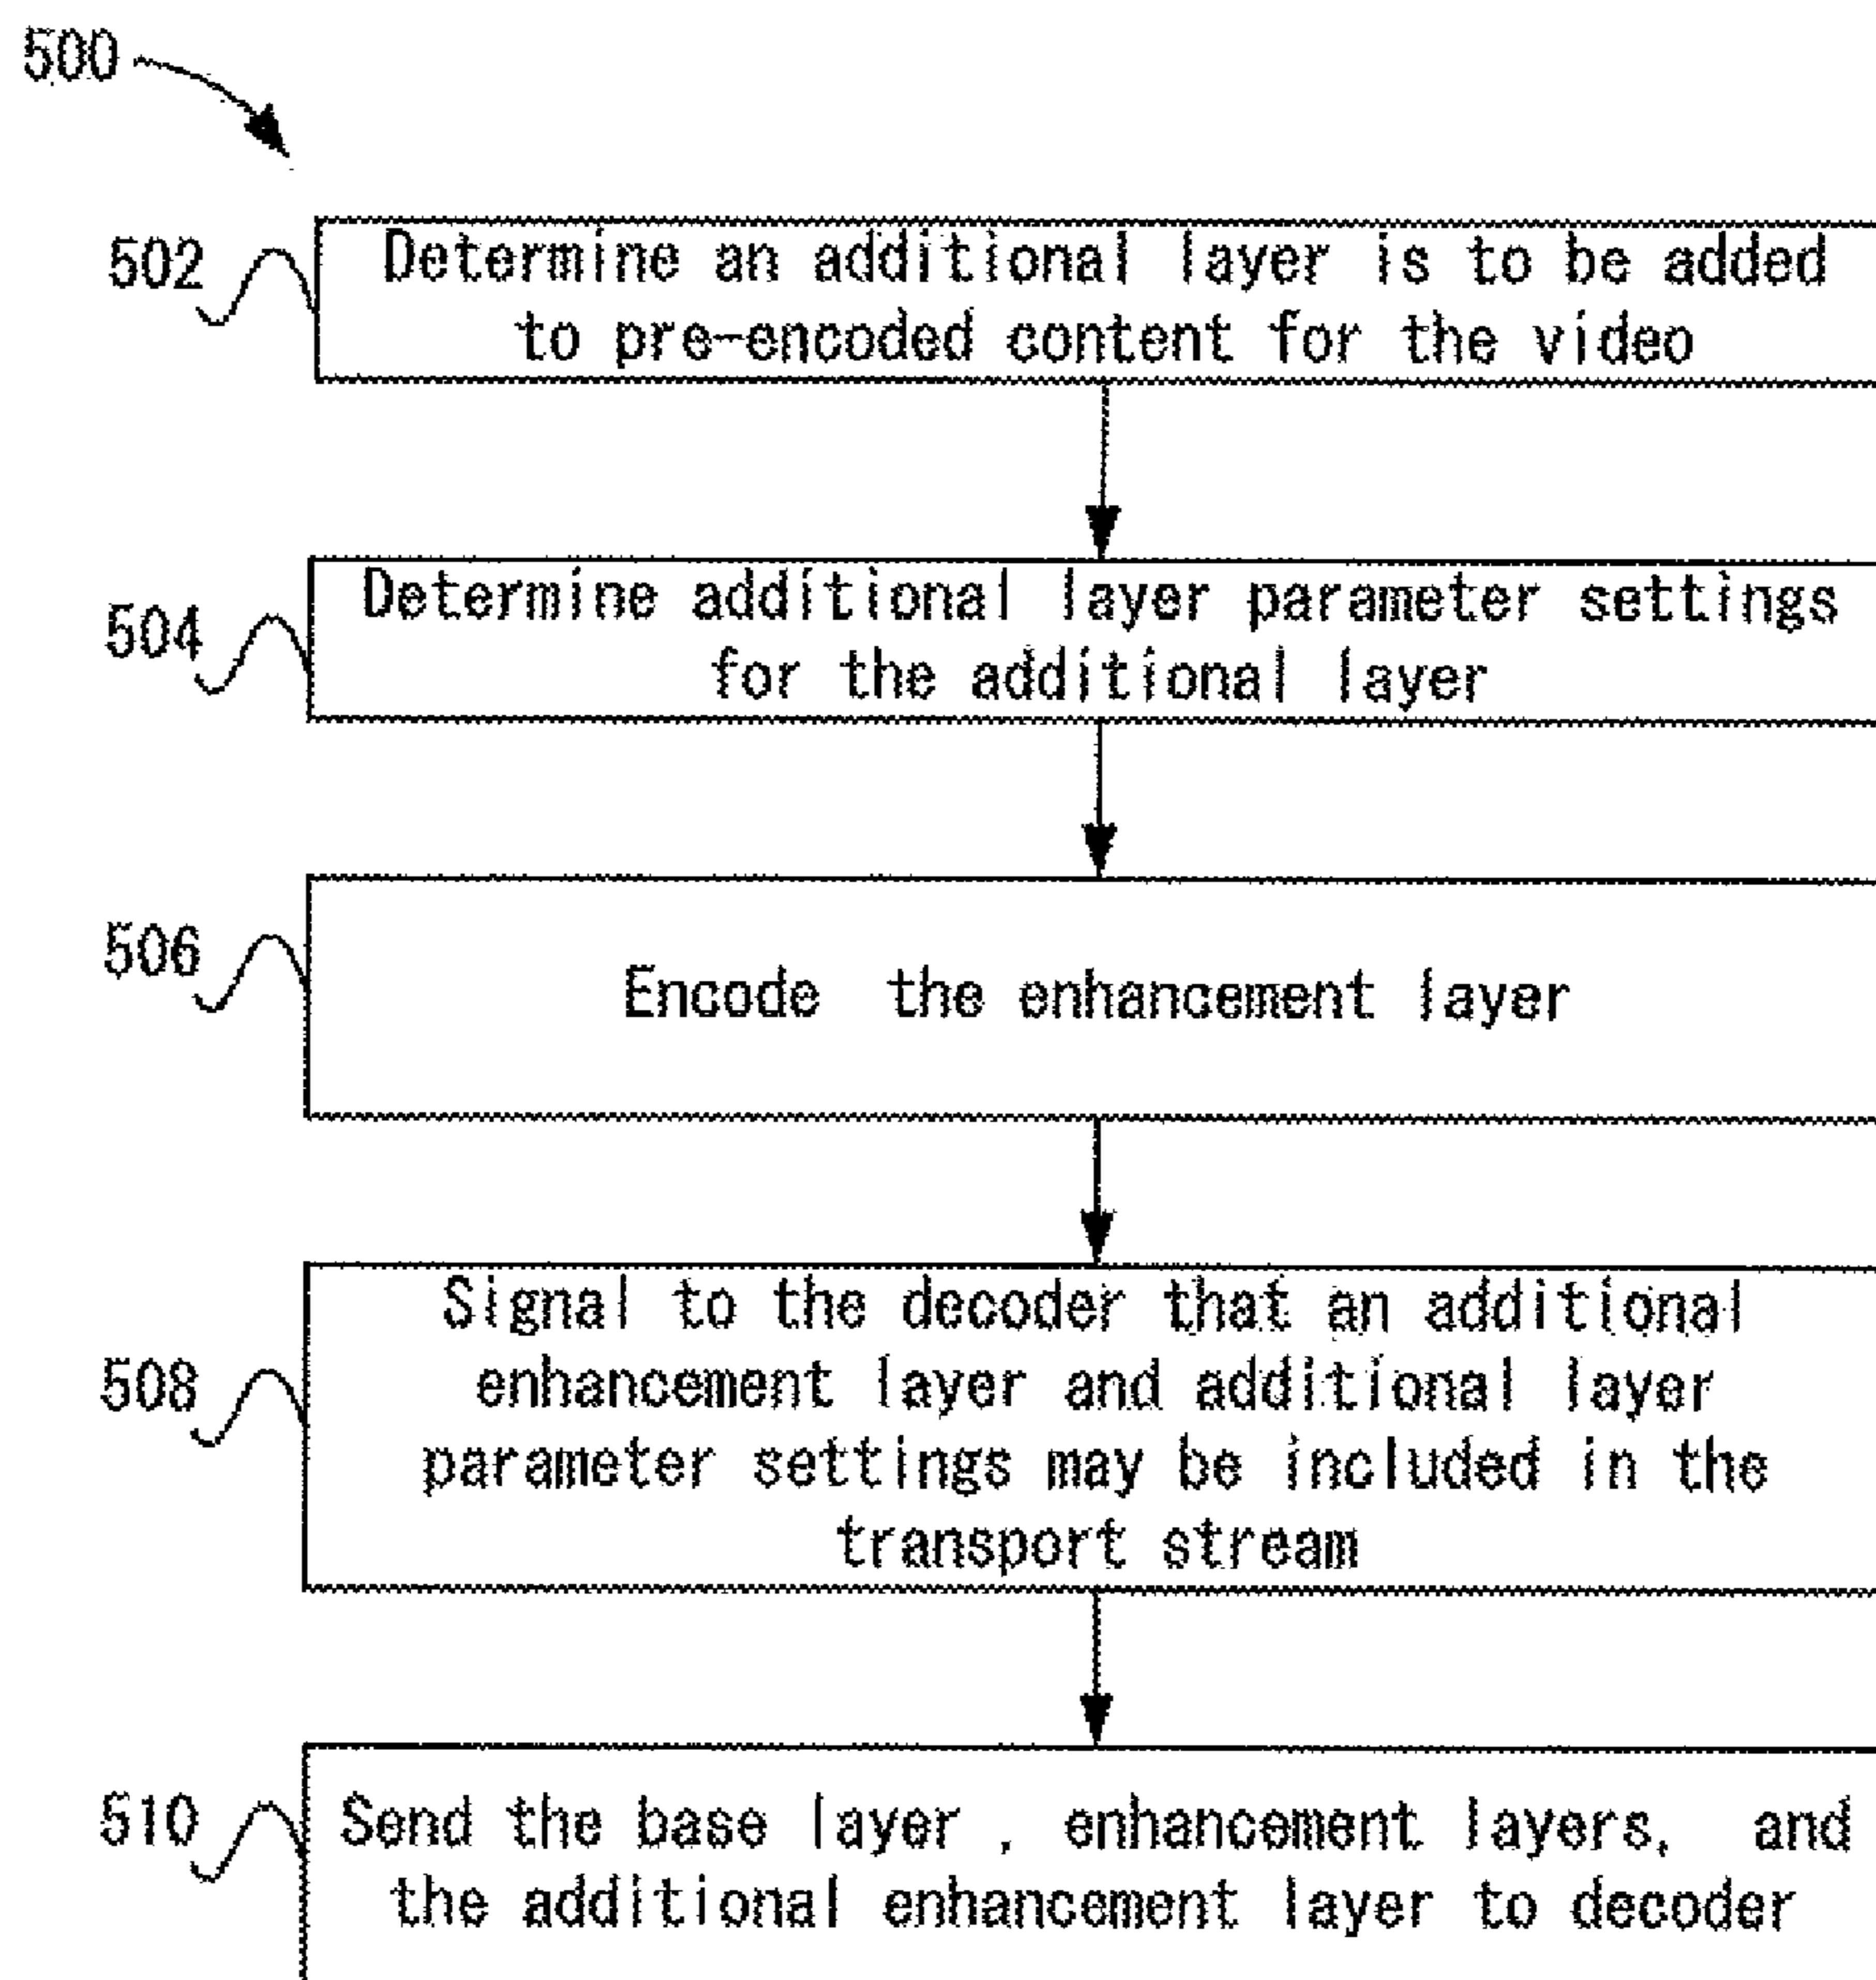 500
502
Determine an additional layer is to be added
to pre-encoded content for the video
504
Determine additional layer parameter settings
for the additional layer
506
Encode the enhancement layer
508
Signal to the decoder that an additional
enhancement layer and additional layer
parameter settings may be included in the
transport stream
510
Send the base layer , enhancement layers, and
the additional enhancement layer to decoder